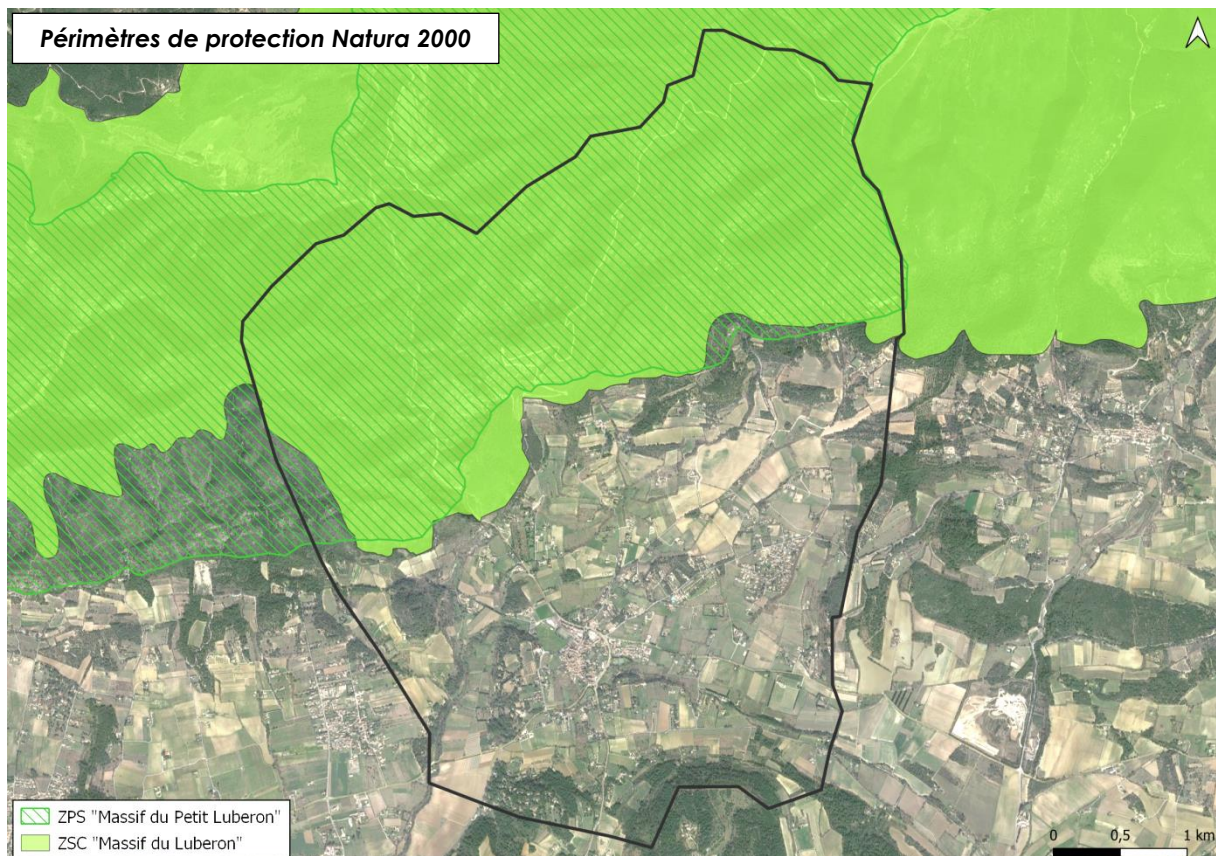 Périmètres de protection Natura 2000
ZPS "Massif du Petit Luberon"
ZSC "Massif du Luberon"
0 0,5 1 km